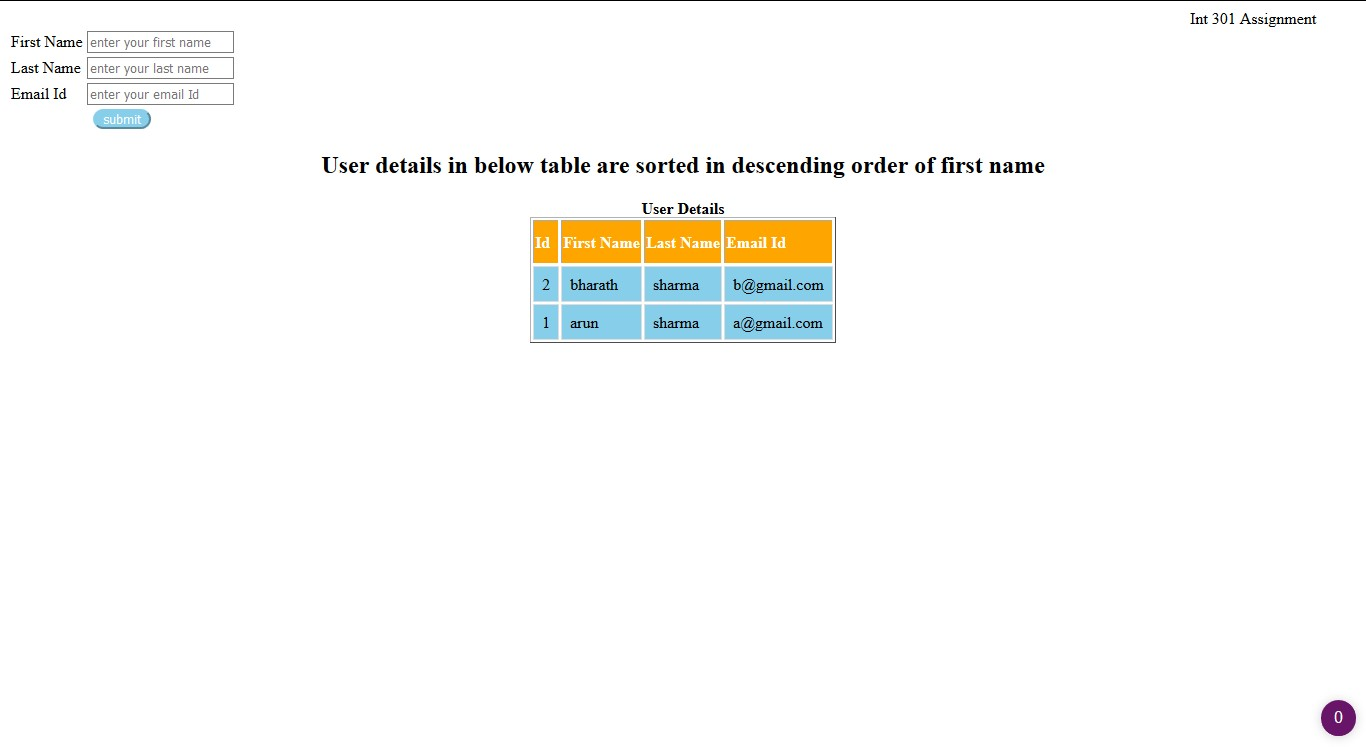 Int 301 Assignment
First Name enter your first name
Last Name enter your last name
Email Id enter your email Id
submit
User details in below table are sorted in descending order of first name
User Details
Id First Name Last Name Email Id
2 bharath sharma b@gmail.com
1 arun sharma a@gmail.com
0